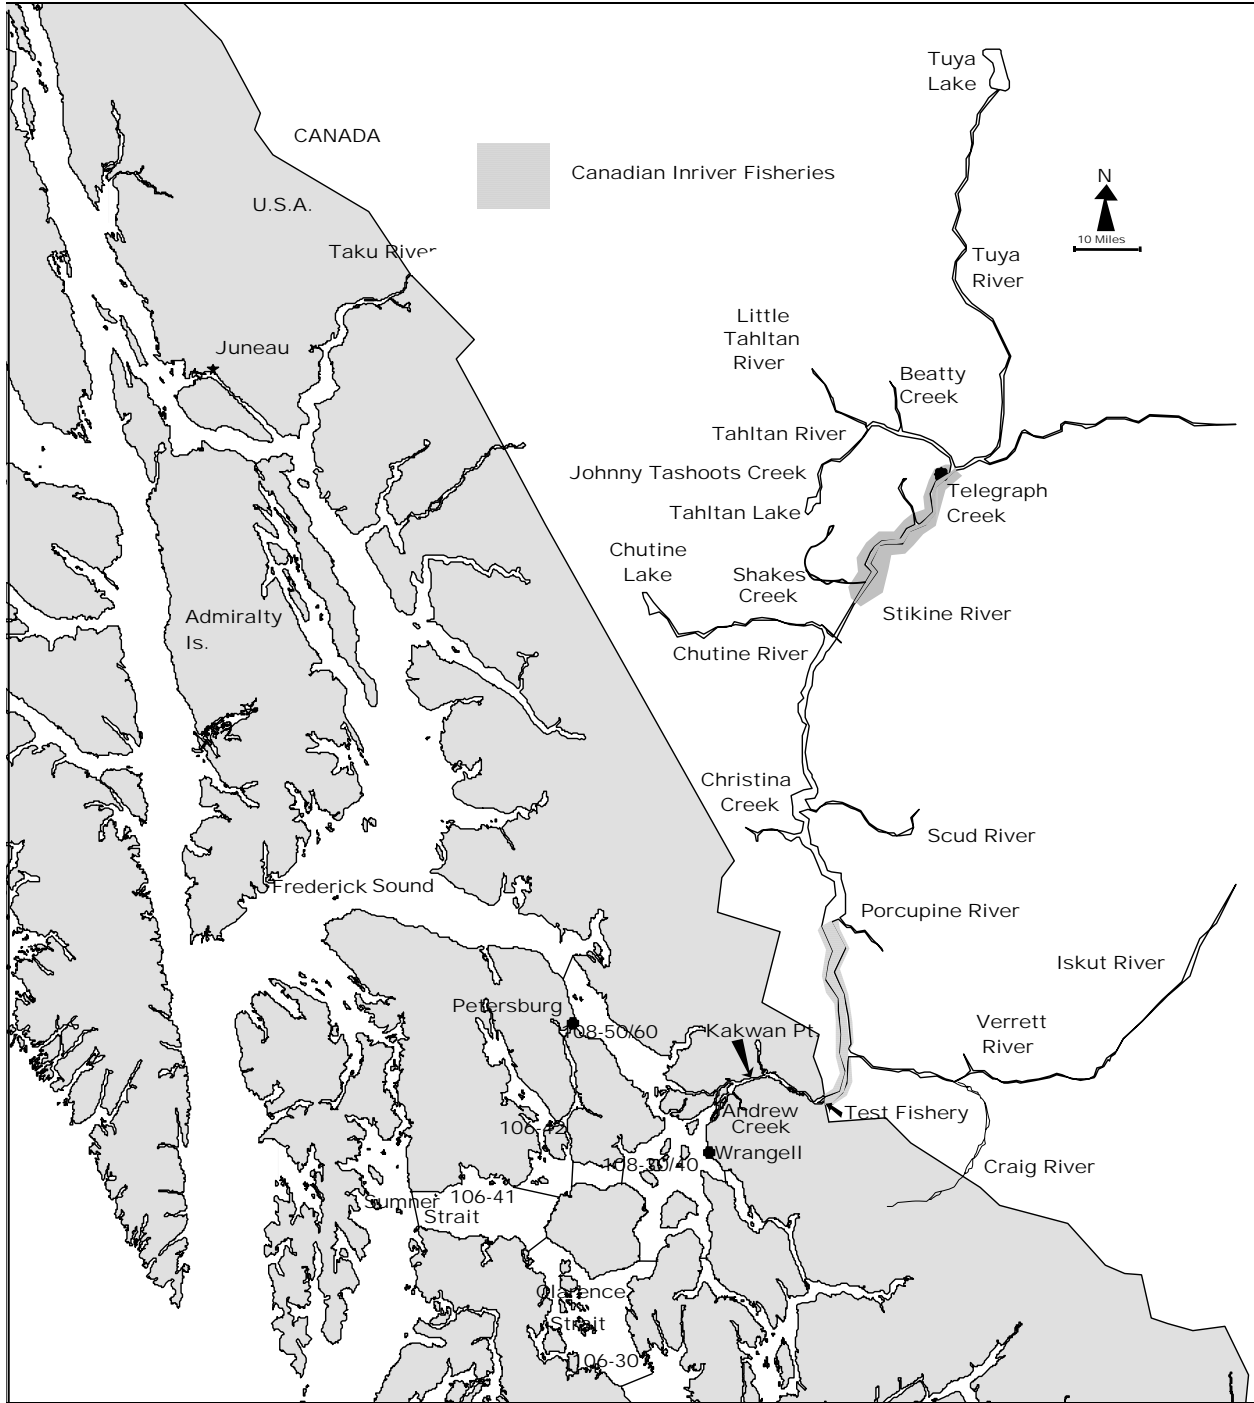 Tuya
Lake
CANADA
Canadian Inriver Fisheries
N
U.S.A.
10 Miles
Taku River
Tuya
River
Little
Tahltan
River
Juneau
Beatty
Creek
Tahltan River
Johnny Tashoots Creek
Telegraph
Creek
Tahltan Lake
Chutine
Lake
Shakes
Creek
Stikine River
Admiralty
Is.
Chutine River
Christina
Creek
Scud River
Frederick Sound
Porcupine River
Iskut River
Petersburg
108-50/60
Kakwan Pt.
Verrett
River
Andrew
Creek
Test Fishery
106-42
Wrangell
108-30/40
Craig River
Sumner
Strait
106-41
Clarence
Strait
106-30